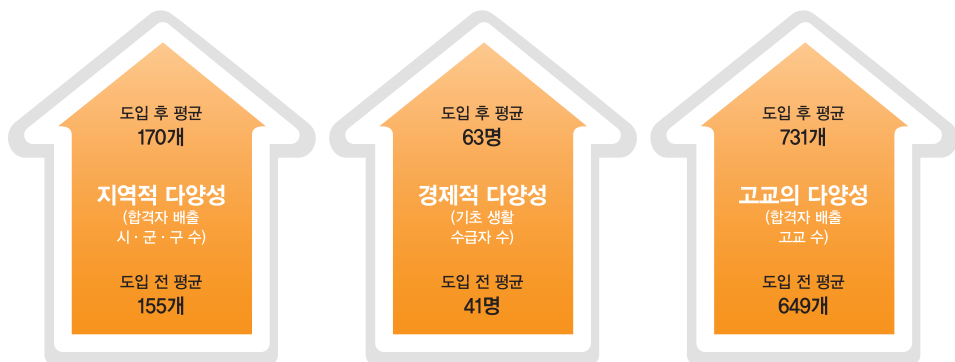 도입 후 평균
170개
지역적 다양성
(합격자 배출
시 · 군 · 구 수)
도입 전 평균
155개
도입 후 평균
63명
경제적 다양성
(기초 생활
수급자 수)
도입 전 평균
41명
도입 후 평균
731개
고교의 다양성
(합격자 배출
고교 수)
도입 전 평균
649개